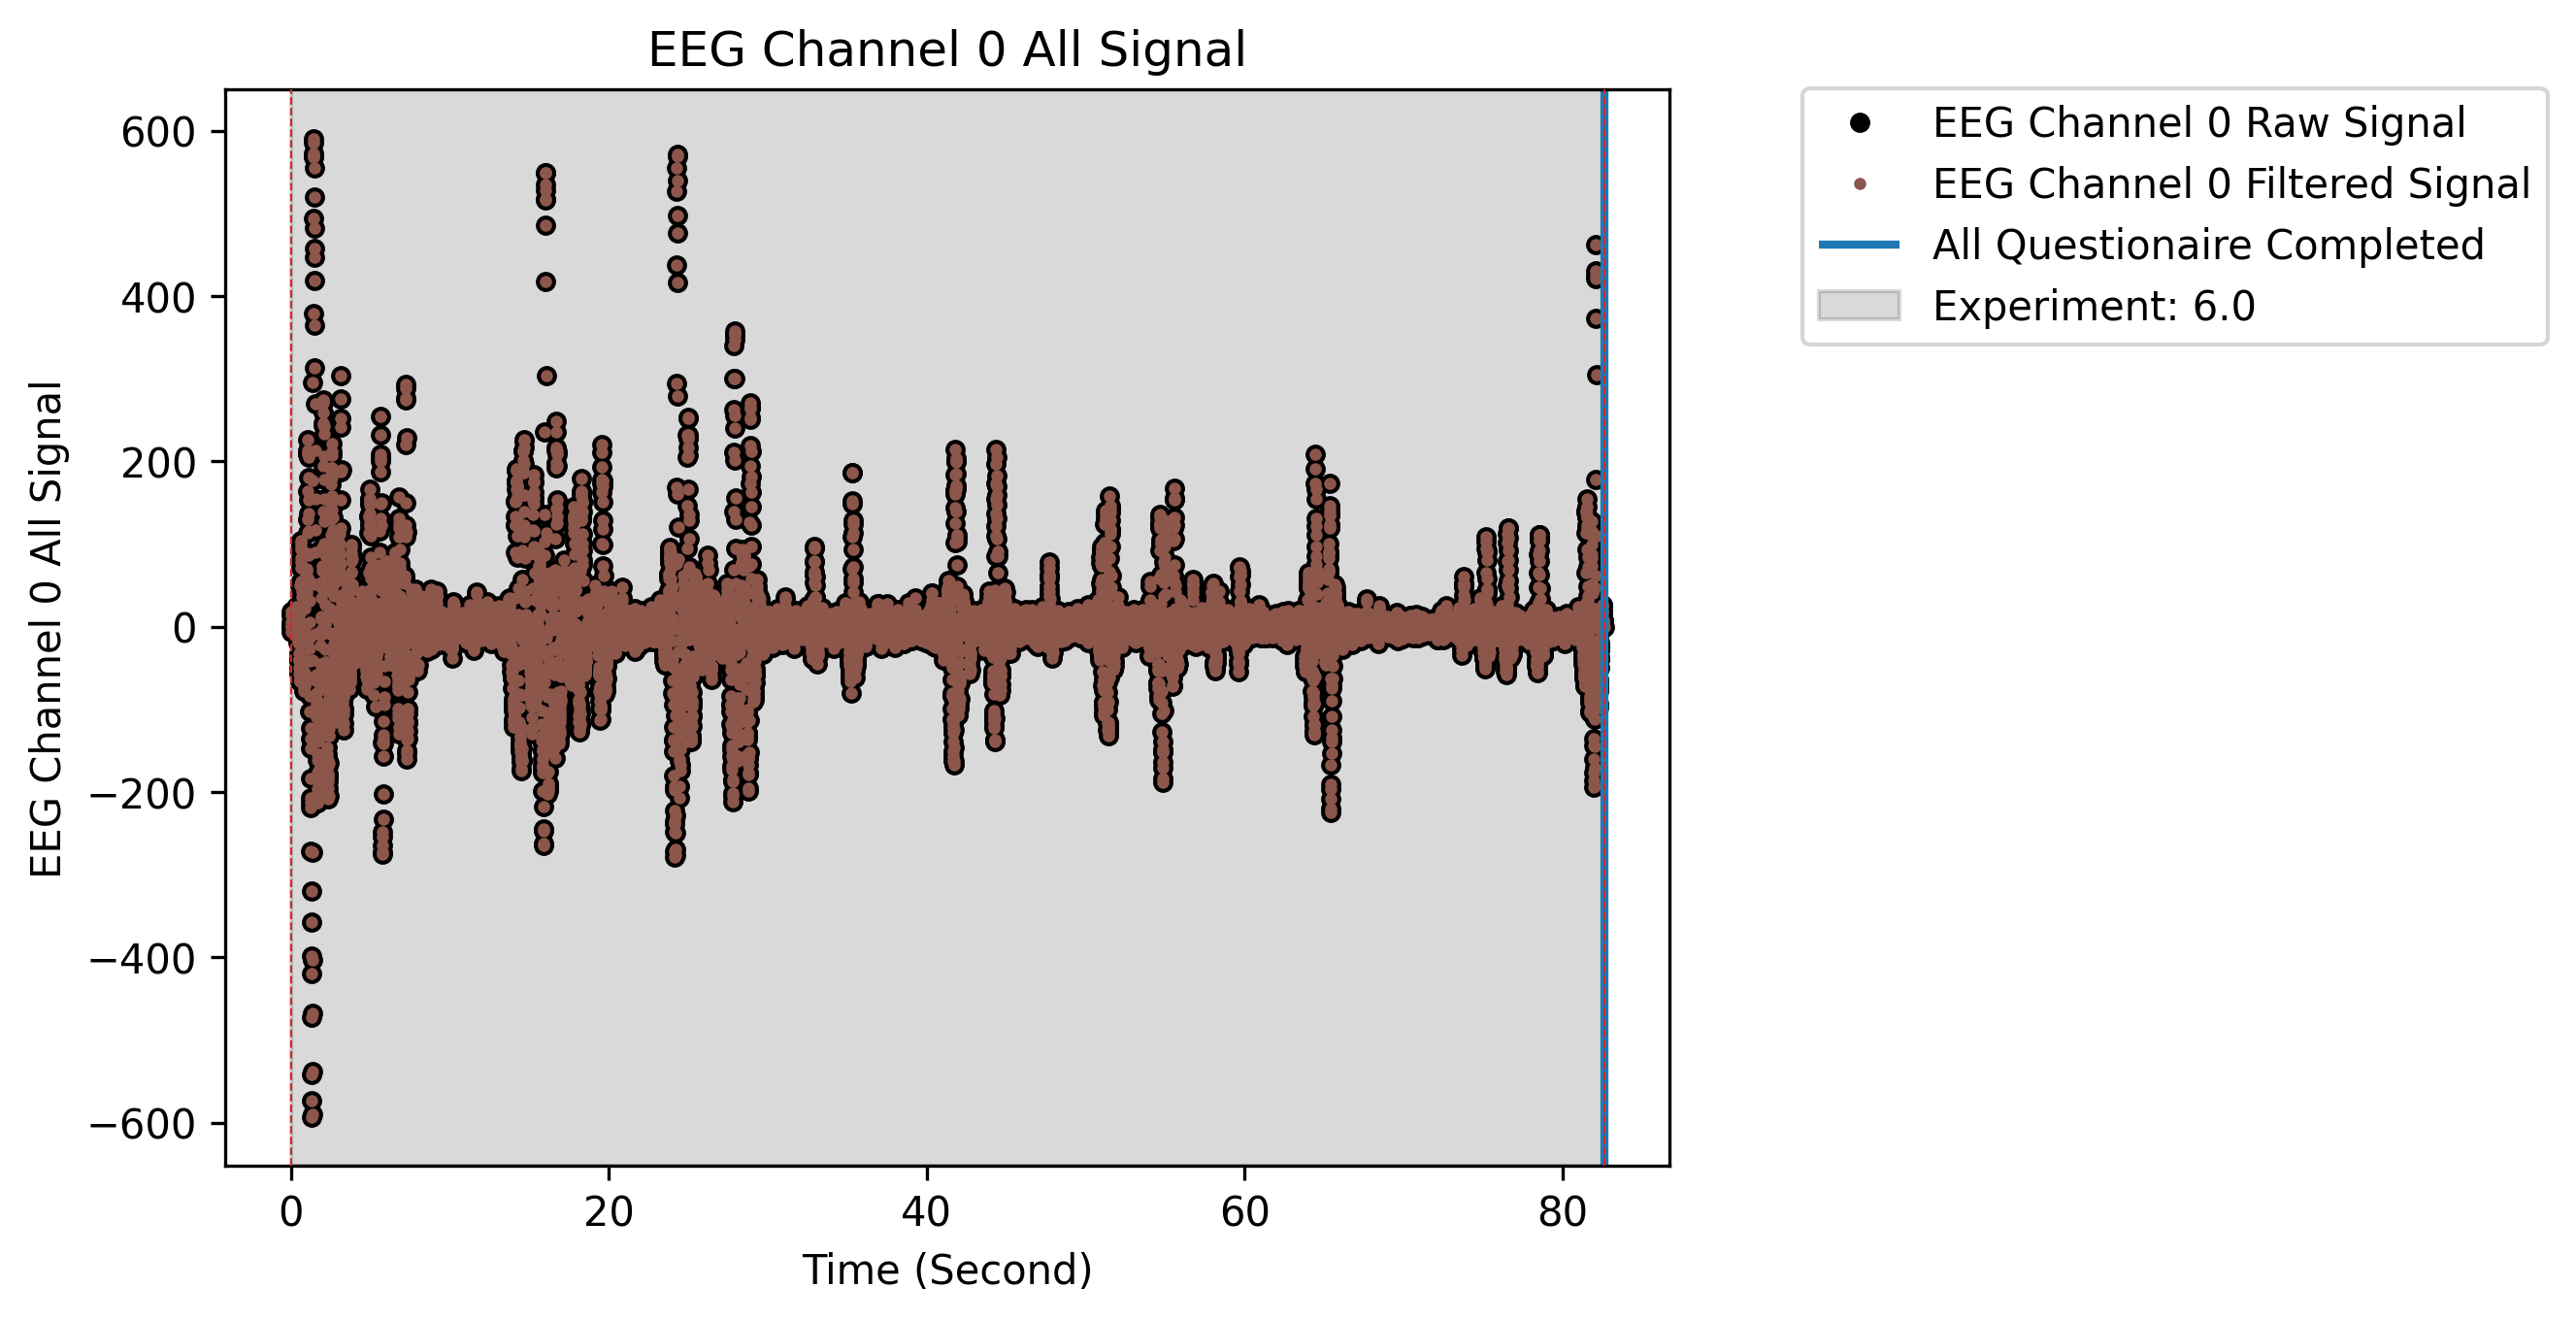 EEG Channel 0 All Signal
EEG Channel 0 All Signal
600
400
200
0
−200
−400
−600
0 20 40 60 80
Time (Second)
EEG Channel 0 Raw Signal
EEG Channel 0 Filtered Signal
All Questionaire Completed
Experiment: 6.0